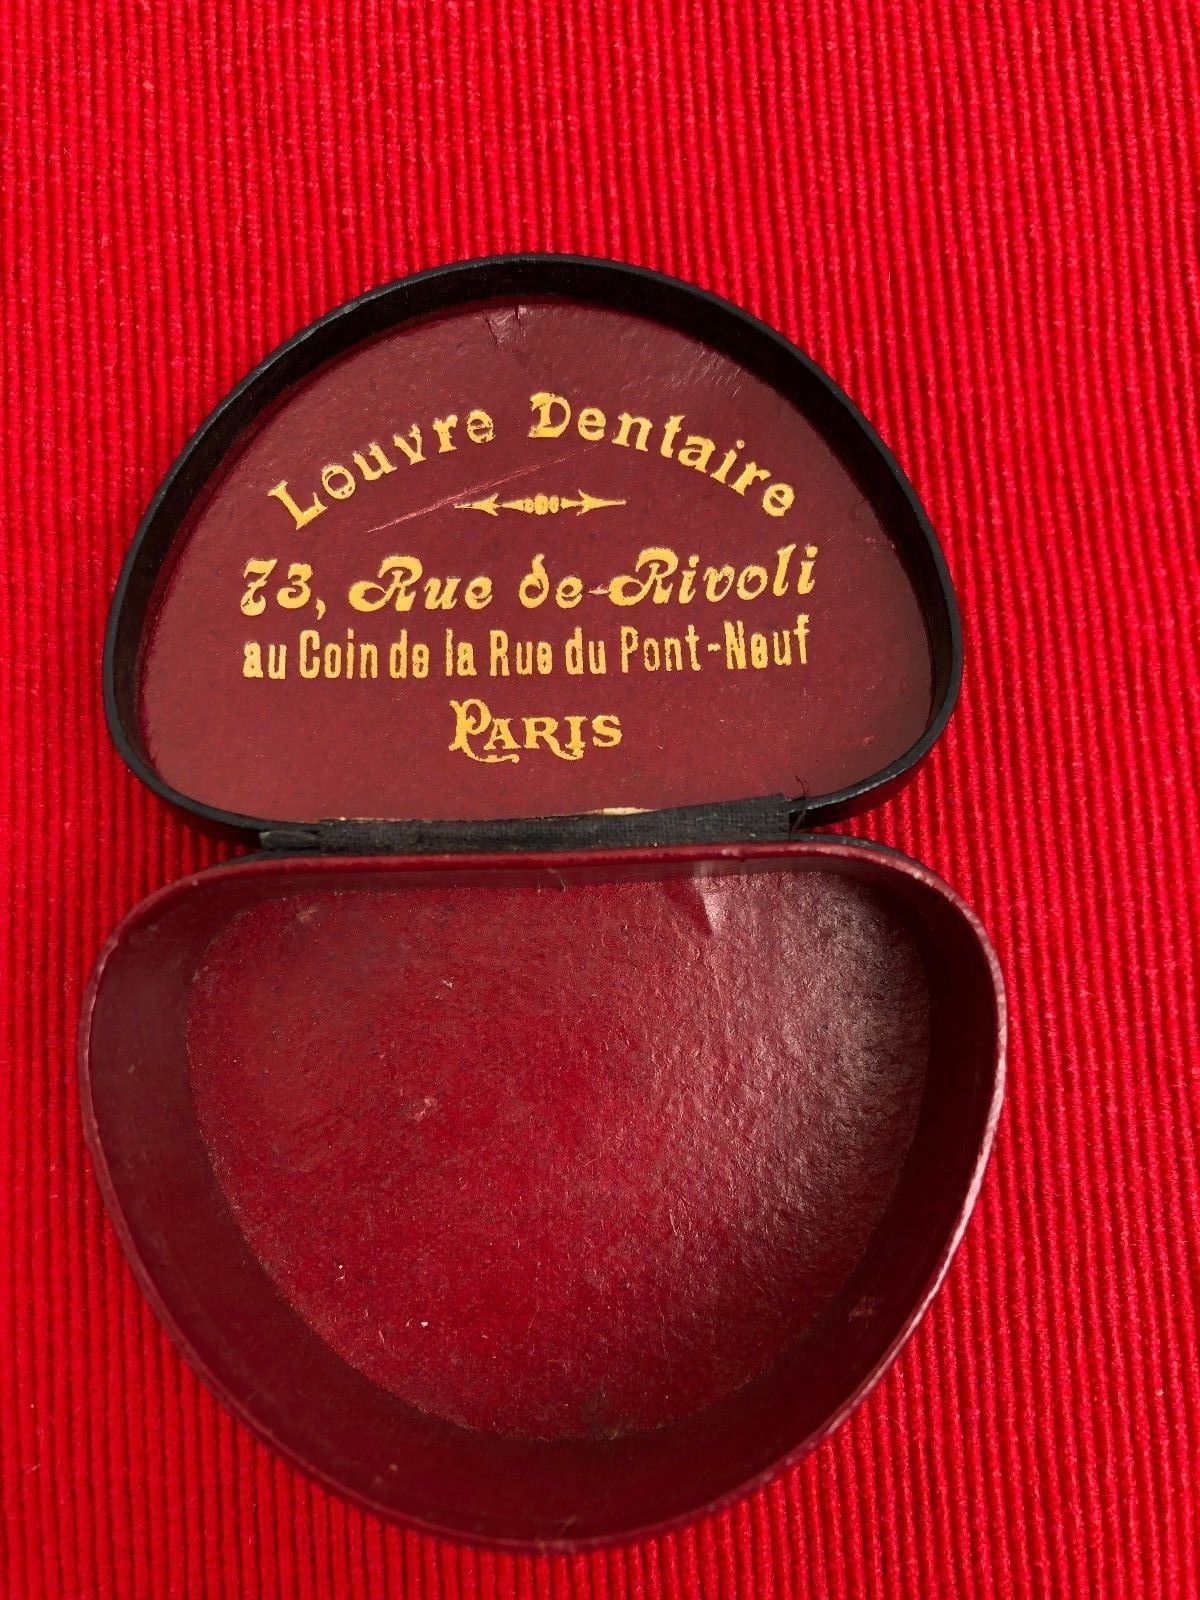 Louvre Dentaire
73, Rue de Rivoli
au Coin de la Rue du Pont-Neuf
PARIS